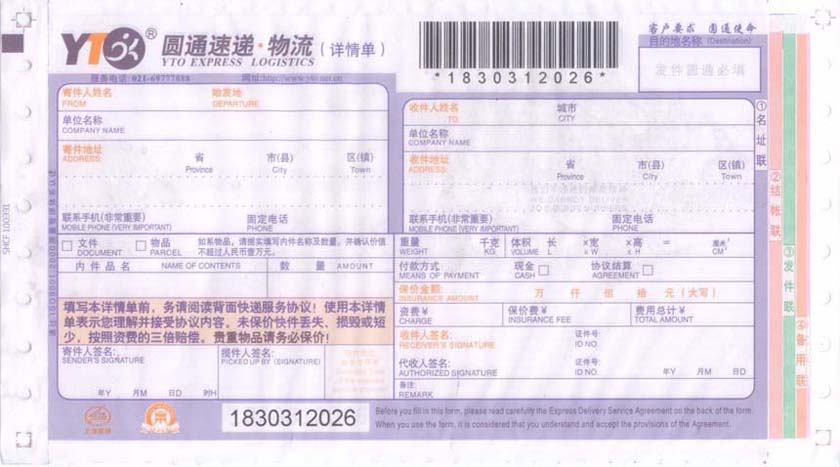 YTO® 圆通速递·物流（详情单）
YTO EXPRESS LOGISTICS
服务电话: 021-69777888 网址:http://www.yto.net.cn
*1830312026*
客户要求 圆通使命
目的地名称 (Destination)
发件圆通必填
寄件人姓名 始发地
FROM DEPARTURE
单位名称
COMPANY NAME
寄件地址 省 市(县) 区(镇)
ADDRESS: Province City Town
联系手机(非常重要) 固定电话
MOBILE PHONE (VERY IMPORTANT) PHONE
收件人姓名 城市
TO: CITY
单位名称
COMPANY NAME:
收件地址 省 市(县) 区(镇)
ADDRESS: Province City Town
联系手机(非常重要) 固定电话
MOBILE PHONE (VERY IMPORTANT) PHONE
文件 物品 如系物品，请据实填写内件名称及数量，并确认价值
DOCUMENT PARCEL 不超过人民币壹万元。
内件品名 NAME OF CONTENTS 数量 AMOUNT
填写本详情单前，务请阅读背面快递服务协议！使用本详情
单表示您理解并接受协议内容。未保价快件丢失、损毁或短
少，按照资费的三倍赔偿。贵重物品请务必保价！
寄件人签名: 揽件人签名:
SENDER'S SIGNATURE PICKED UP BY (SIGNATURE)
年Y 月M 日D 时H 年Y 月M 日D
重量 千克 体积 长 ×宽 ×高 = 厘米³
WEIGHT KG VOLUME L ×W ×H CM³
付款方式 现金 协议结算
MEANS OF PAYMENT CASH AGREEMENT
保价金额: 万 仟 佰 拾 元（大写）
INSURANCE AMOUNT
资费¥ 保价费¥ 费用总计¥
CHARGE INSURANCE FEE TOTAL AMOUNT
收件人签名: 证件号:
RECEIVER'S SIGNATURE ID NO.
代收人签名: 证件号:
AUTHORIZED SIGNATURE ID NO.
年Y 月M 日D
备注:
REMARK
1830312026
Before you fill in this form, please read carefully the Express Delivery Service Agreement on the back of the form.
When you use the form, it is considered that you understand and accept the provisions of the Agreement.
①名址联
②结帐联
③发件联
④备用联